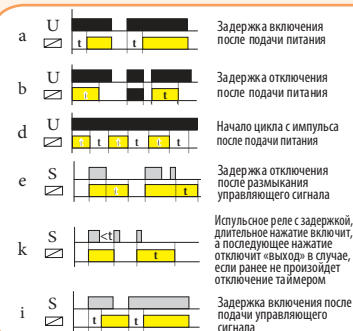 a U t t Задержка включения
после подачи питания
b U t t Задержка отключения
после подачи питания
d U t t t t t t Начало цикла с импульса
после подачи питания
e S t t Задержка отключения
после размыкания
управляющего сигнала
k S <t t Испульсное реле с задержкой,
длительное нажатие включит,
а последующее нажатие
отключит «выход» в случае,
если ранее не произойдет
отключение таймером
i S t t Задержка включения после
подачи управляющего
сигнала